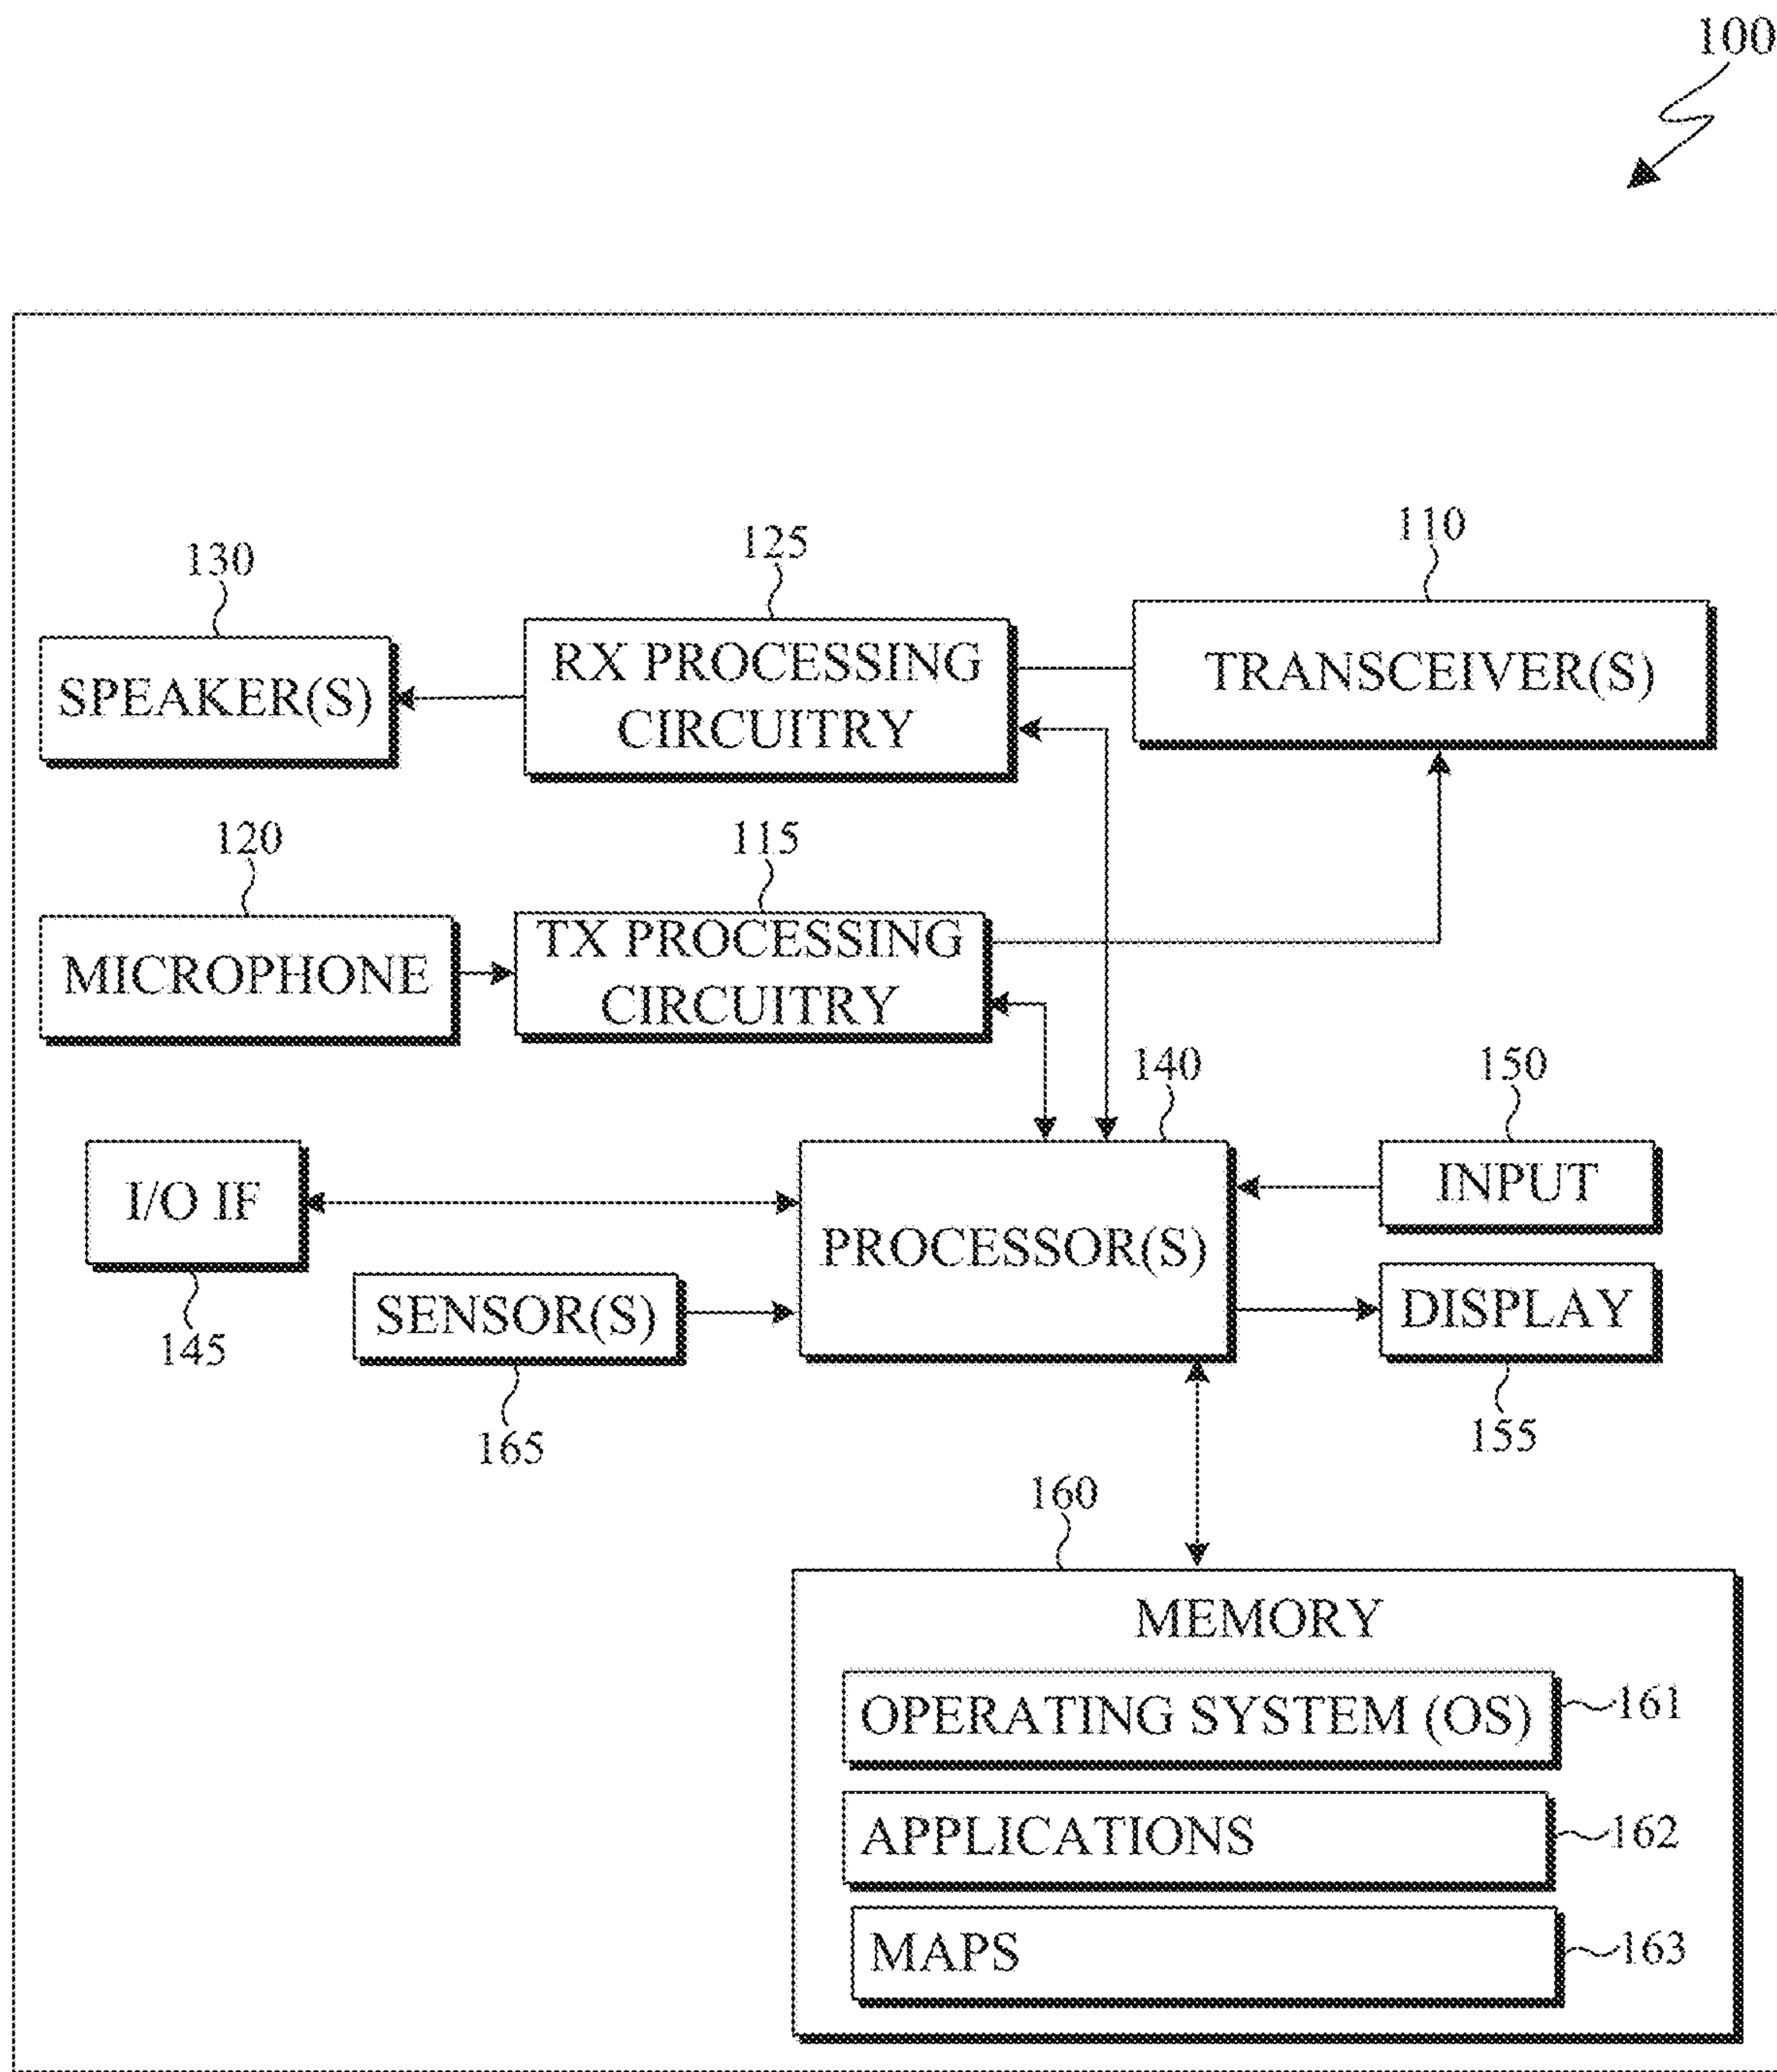 100
130
125
110
SPEAKER(S)
RX PROCESSING
CIRCUITRY
TRANSCEIVER(S)
120
115
MICROPHONE
TX PROCESSING
CIRCUITRY
140
150
I/O IF
PROCESSOR(S)
INPUT
SENSOR(S)
DISPLAY
145
165
155
160
MEMORY
OPERATING SYSTEM (OS)
161
APPLICATIONS
162
MAPS
163